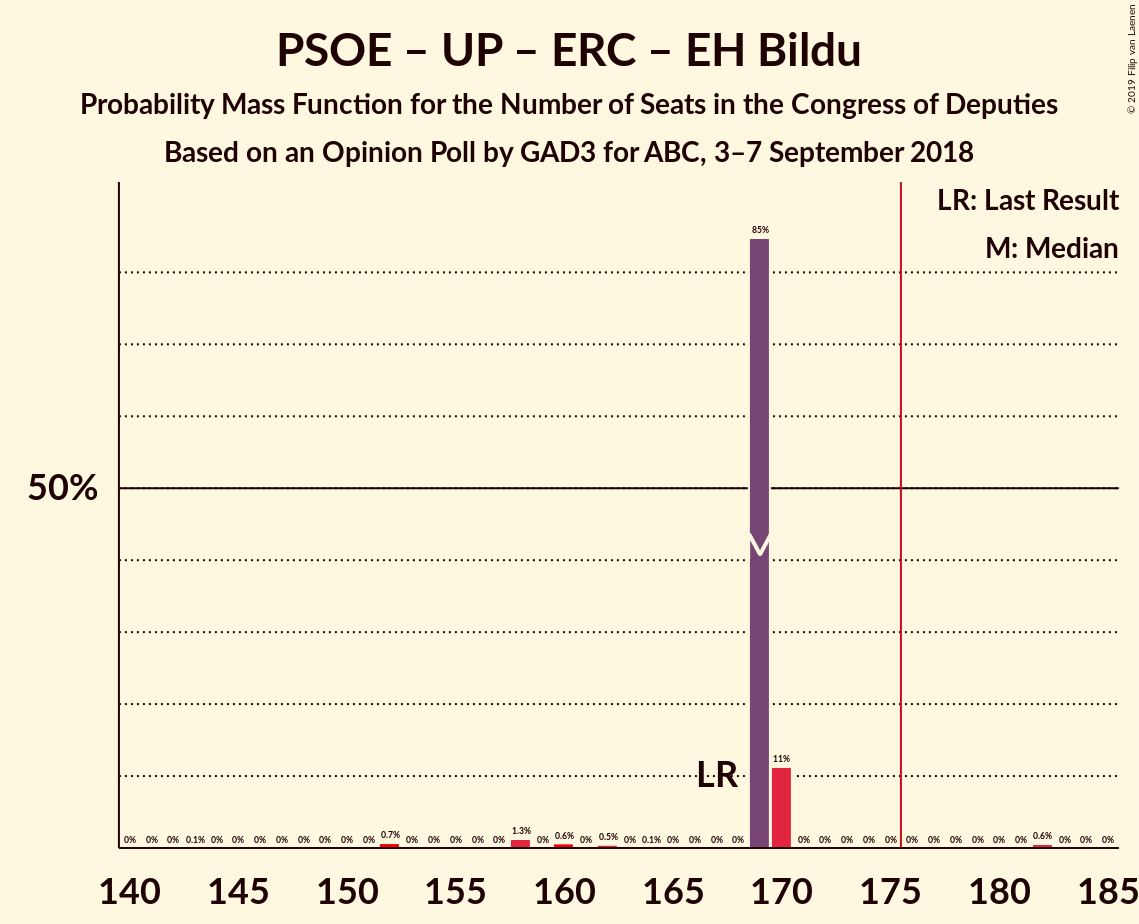 PSOE – UP – ERC – EH Bildu
Probability Mass Function for the Number of Seats in the Congress of Deputies
Based on an Opinion Poll by GAD3 for ABC, 3–7 September 2018
© 2019 Filip van Laenen
LR: Last Result
M: Median
85%
50%
LR
11%
0% 0% 0% 0.1% 0% 0% 0% 0% 0% 0% 0% 0% 0.7% 0% 0% 0% 0% 0% 1.3% 0% 0.6% 0% 0.5% 0% 0.1% 0% 0% 0% 0% 0% 0% 0% 0% 0% 0% 0% 0% 0% 0% 0% 0.6% 0% 0% 0%
140 145 150 155 160 165 170 175 180 185